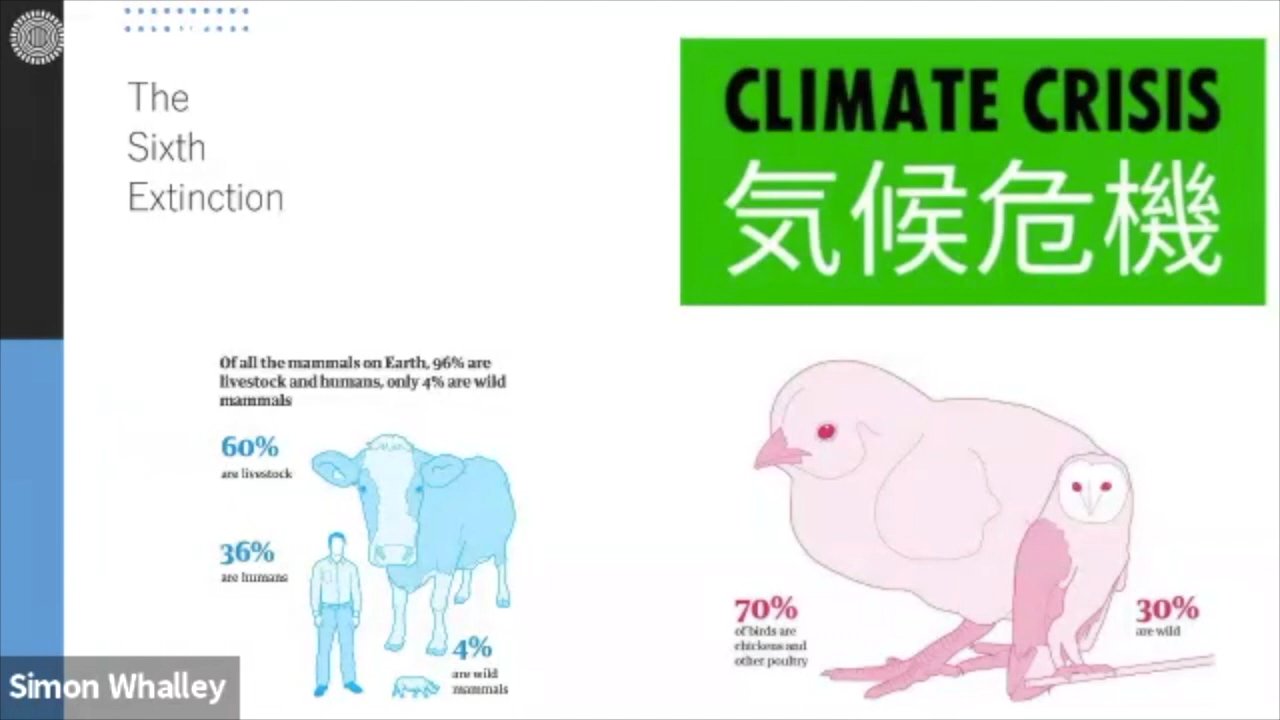 The
Sixth
Extinction
CLIMATE CRISIS
気候危機
Of all the mammals on Earth, 96% are
livestock and humans, only 4% are wild
mammals
60%
are livestock
36%
are humans
4%
are wild
mammals
70%
of birds are
chickens and
other poultry
30%
are wild
Simon Whalley